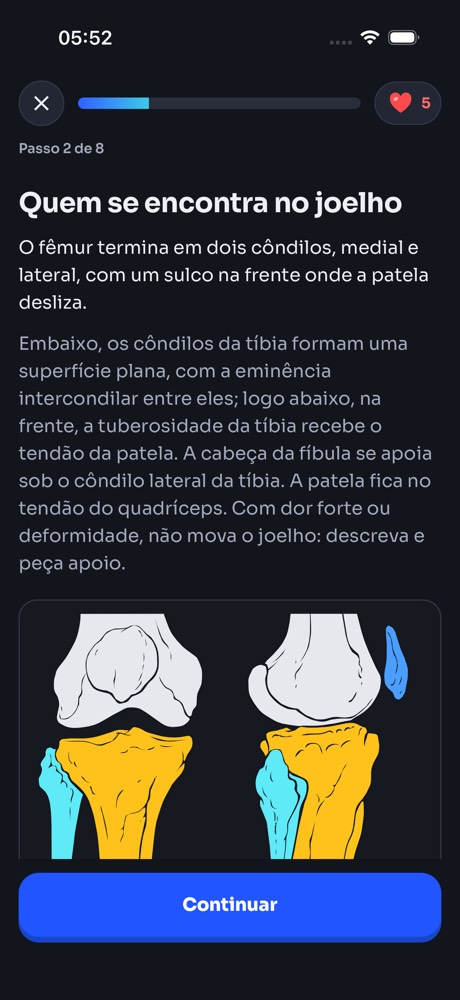 05:52
5
Passo 2 de 8
Quem se encontra no joelho
O fêmur termina em dois côndilos, medial e
lateral, com um sulco na frente onde a patela
desliza.
Embaixo, os côndilos da tíbia formam uma
superfície plana, com a eminência
intercondilar entre eles; logo abaixo, na
frente, a tuberosidade da tíbia recebe o
tendão da patela. A cabeça da fíbula se apoia
sob o côndilo lateral da tíbia. A patela fica no
tendão do quadríceps. Com dor forte ou
deformidade, não mova o joelho: descreva e
peça apoio.
Continuar